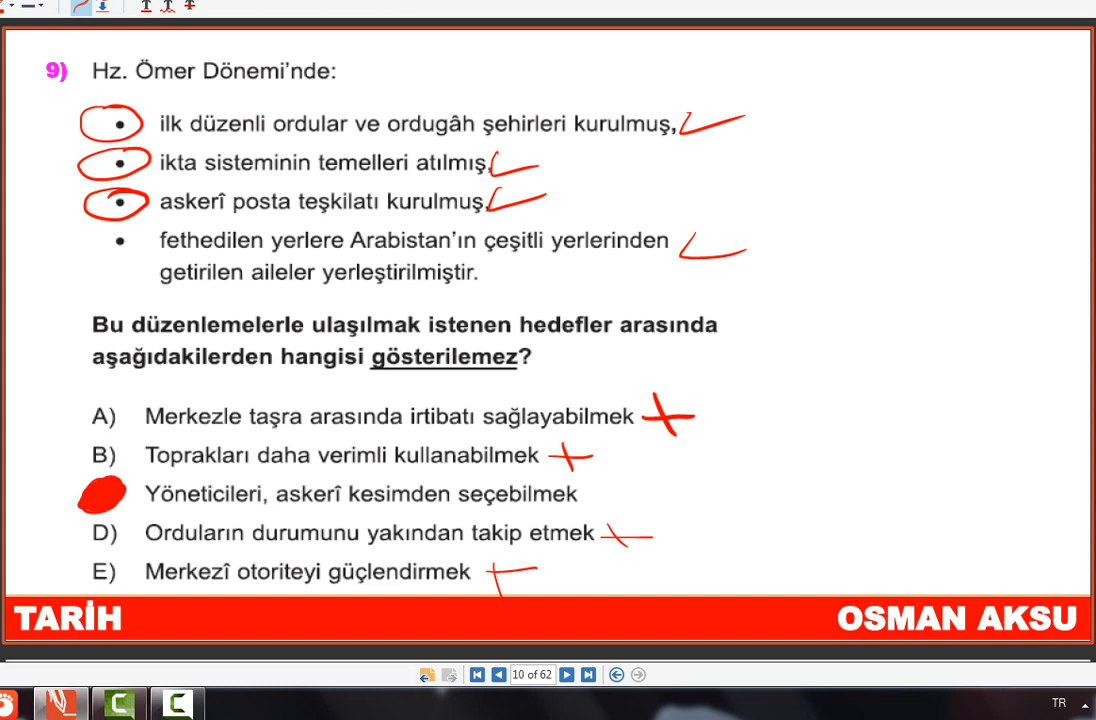 9) Hz. Ömer Dönemi'nde:
• ilk düzenli ordular ve ordugâh şehirleri kurulmuş,
• ikta sisteminin temelleri atılmış,
• askerî posta teşkilatı kurulmuş,
• fethedilen yerlere Arabistan'ın çeşitli yerlerinden
getirilen aileler yerleştirilmiştir.
Bu düzenlemelerle ulaşılmak istenen hedefler arasında
aşağıdakilerden hangisi gösterilemez?
A) Merkezle taşra arasında irtibatı sağlayabilmek
B) Toprakları daha verimli kullanabilmek
Yöneticileri, askerî kesimden seçebilmek
D) Orduların durumunu yakından takip etmek
E) Merkezî otoriteyi güçlendirmek
TARİH OSMAN AKSU
10 of 62
TR